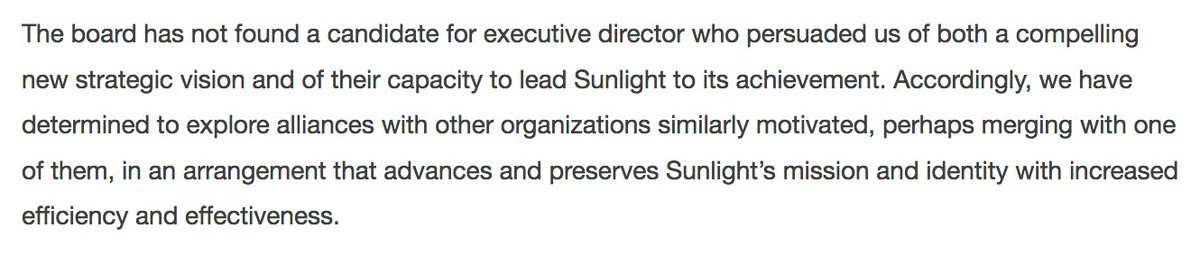 The board has not found a candidate for executive director who persuaded us of both a compelling
new strategic vision and of their capacity to lead Sunlight to its achievement. Accordingly, we have
determined to explore alliances with other organizations similarly motivated, perhaps merging with one
of them, in an arrangement that advances and preserves Sunlight’s mission and identity with increased
efficiency and effectiveness.